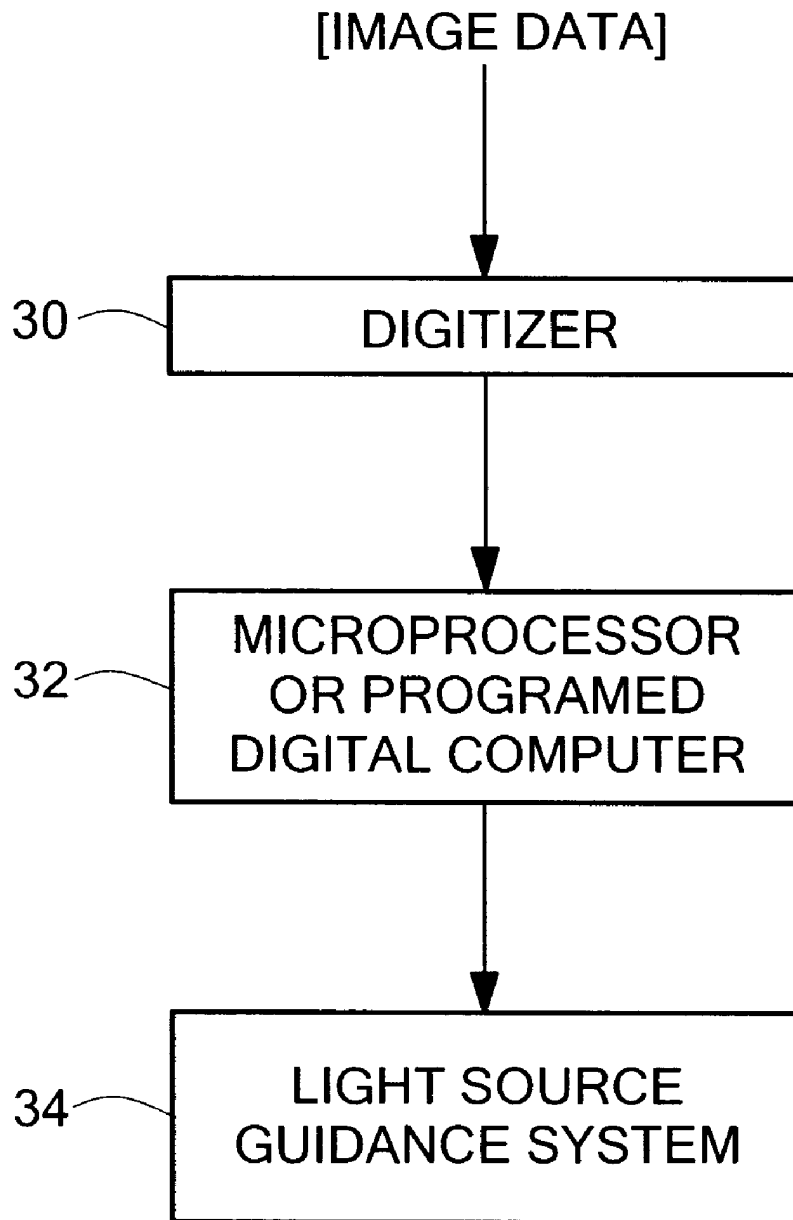 [IMAGE DATA]
30
DIGITIZER
32
MICROPROCESSOR
OR PROGRAMED
DIGITAL COMPUTER
34
LIGHT SOURCE
GUIDANCE SYSTEM